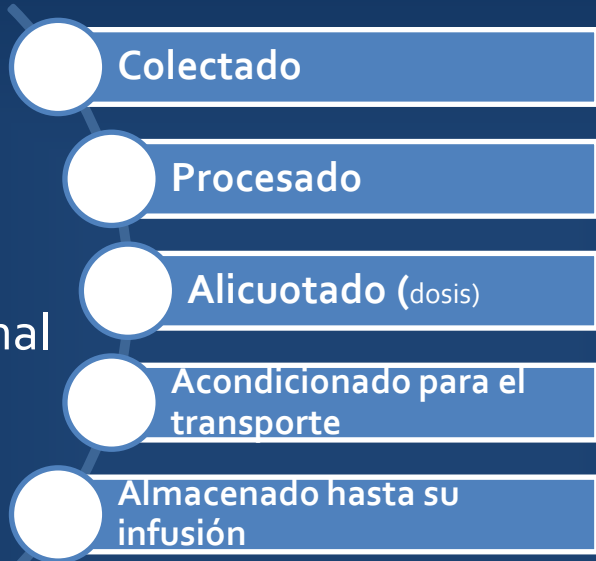 Colectado
Procesado
Alicuotado (dosis)
nal
Acondicionado para el
transporte
Almacenado hasta su
infusión